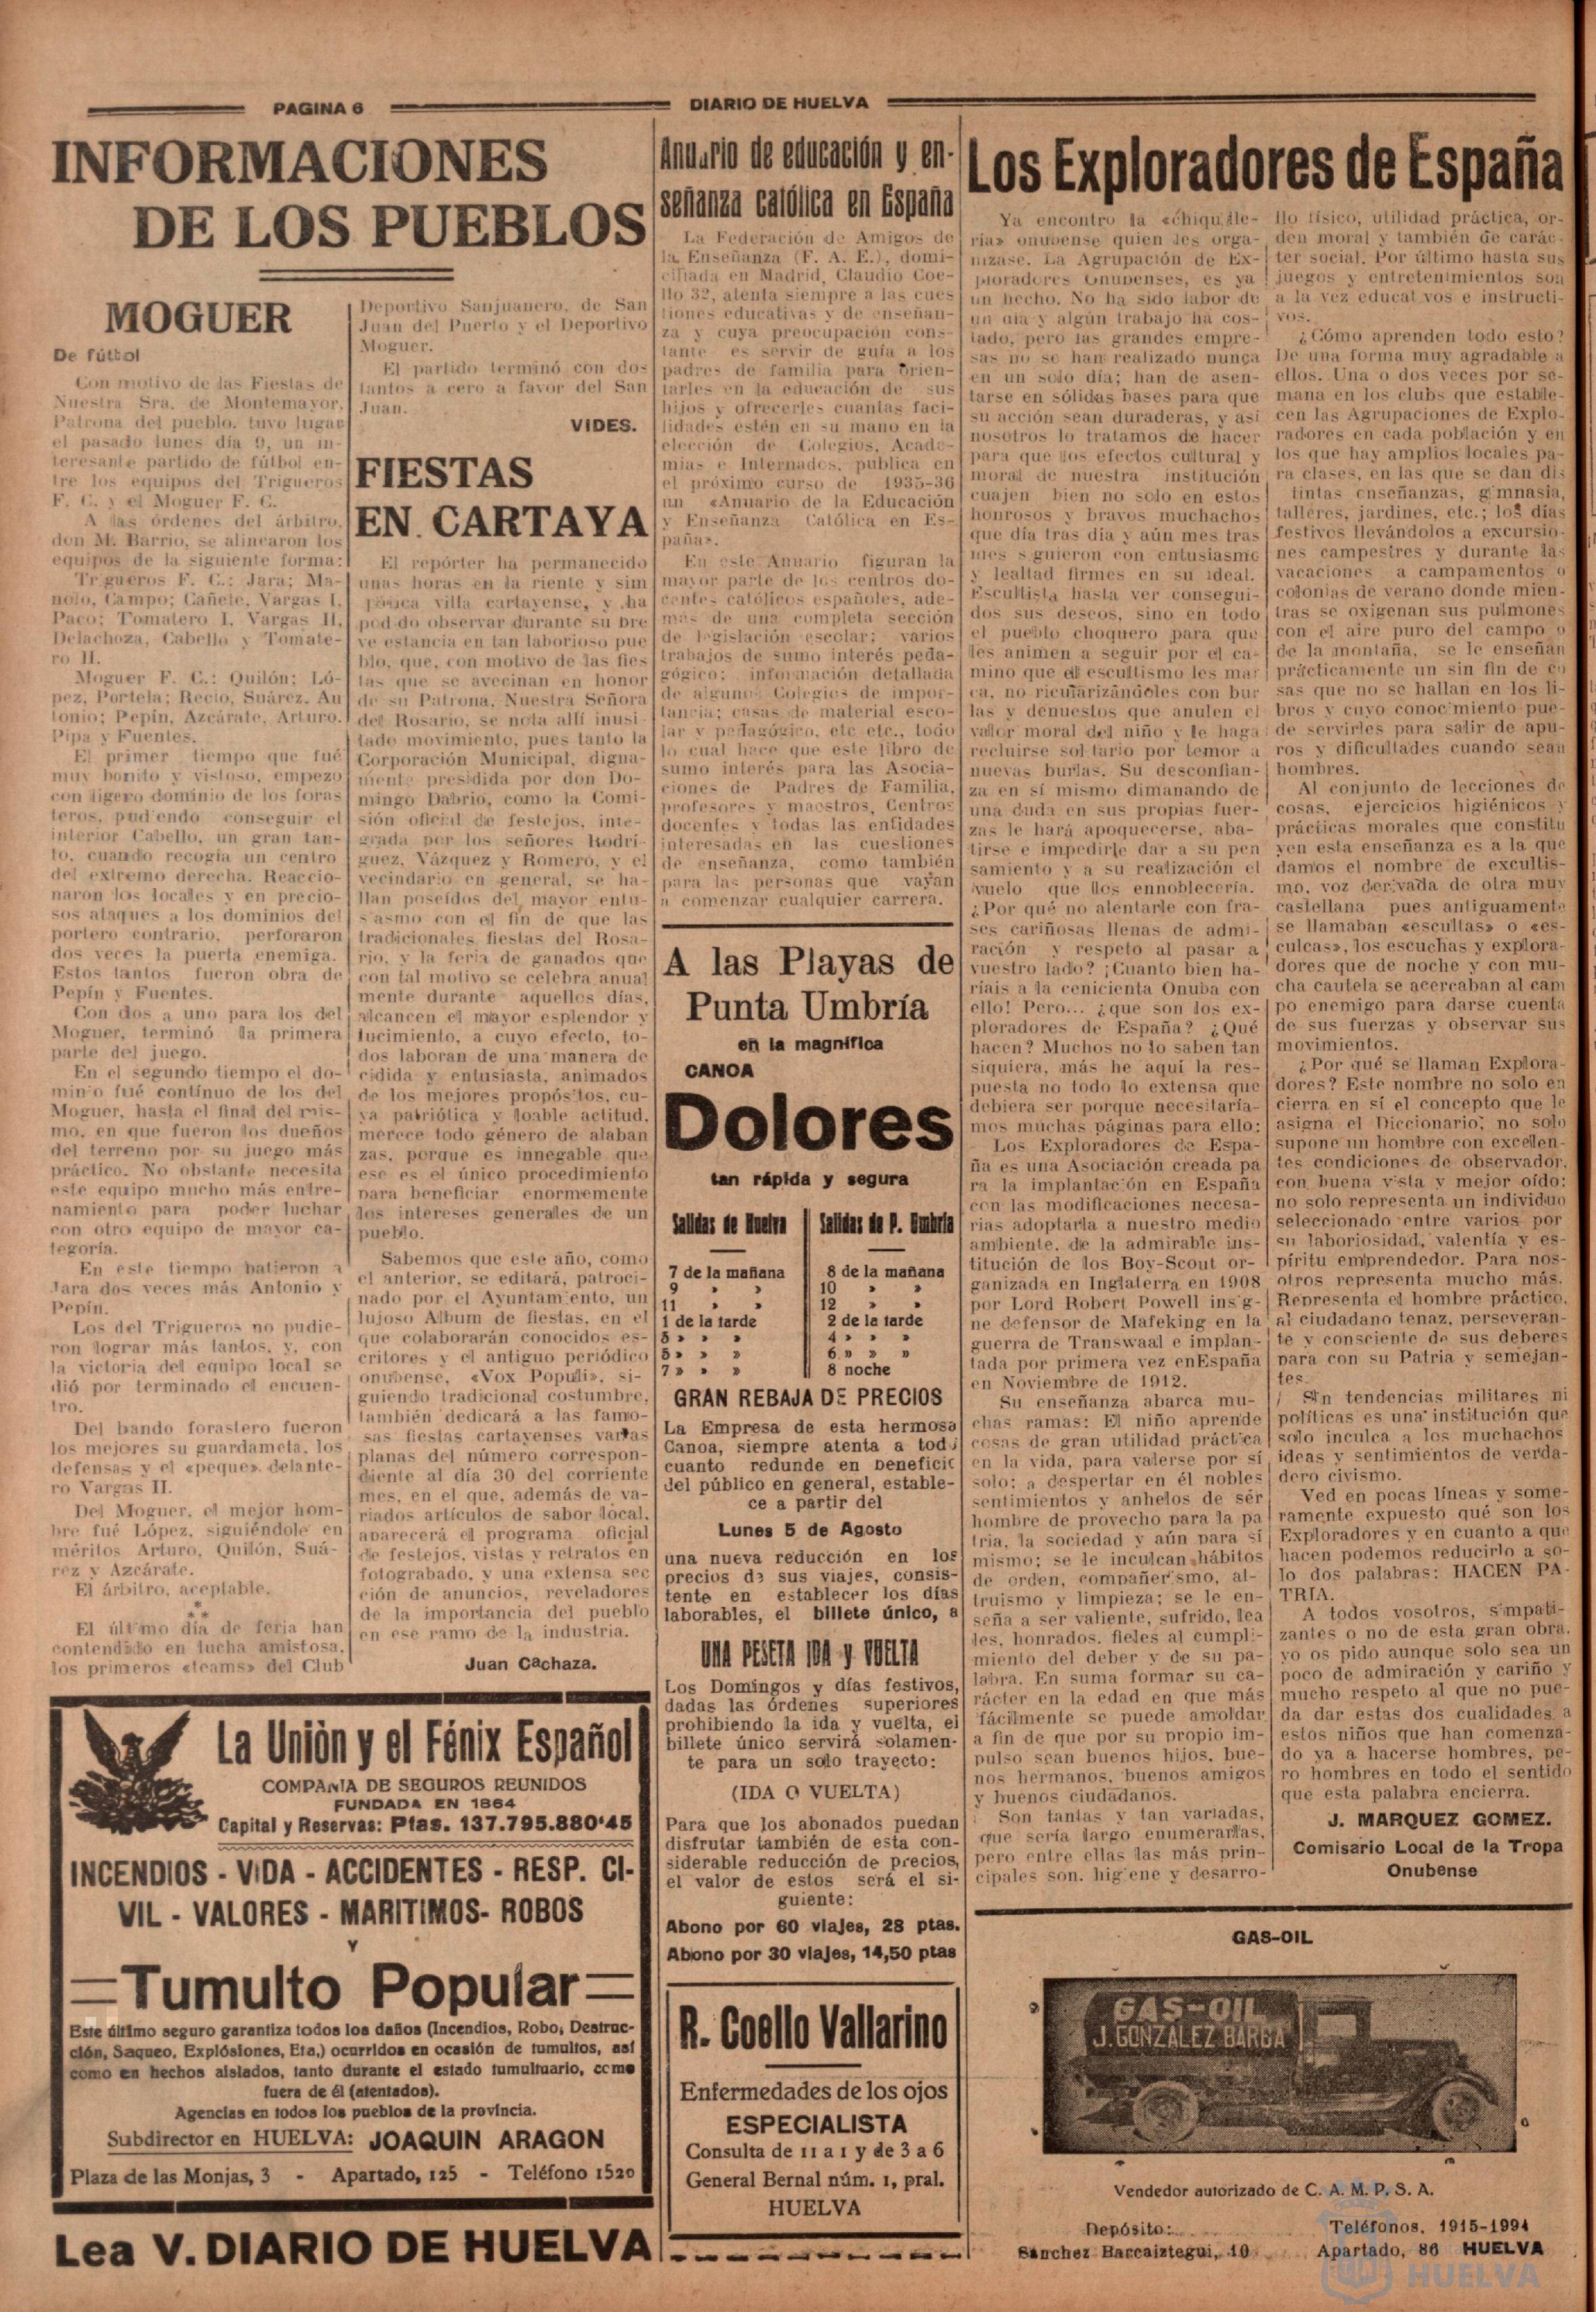 PAGINA 6
DIARIO DE HUELVA
INFORMACIONES
DE LOS PUEBLOS
MOGUER
De fútbol
Con motivo de las Fiestas de
Nuestra Sra. de Montemayor,
Patrona del pueblo, tuvo lugar
el pasado lunes día 9, un in-
teresante partido de fútbol en-
tre los equipos del Trigueros
F. C. y el Moguer F. C.
A las órdenes del árbitro,
don M. Barrio, se alinearon los
equipos de la siguiente forma:
Trigueros F. C.: Jara; Ma-
nolo, Campo; Cañete, Vargas I,
Paco; Tomatero I, Vargas II,
Delachoza, Cabello y Tomate-
ro II.
Moguer F. C.: Quilón; Ló-
pez, Portela; Recio, Suárez, An
tonio; Pepín, Azcárate, Arturo,
Pipa y Fuentes.
El primer tiempo que fué
muy bonito y vistoso, empezo
con ligero dominio de los foras
teros, pudiendo conseguir el
interior Cabello, un gran tan-
to, cuando recogía un centro
del extremo derecha. Reaccio-
naron los locales y en precio-
sos ataques a los dominios del
portero contrario, perforaron
dos veces la puerta enemiga.
Estos tantos fueron obra de
Pepín y Fuentes.
Con dos a uno para los del
Moguer, terminó la primera
parte del juego.
En el segundo tiempo el do-
minio fué contínuo de los del
Moguer, hasta el final del mis-
mo, en que fueron los dueños
del terreno por su juego más
práctico. No obstante necesita
este equipo mucho más entre-
namiento para poder luchar
con otro equipo de mayor ca-
tegoría.
En este tiempo batieron a
Jara dos veces más Antonio y
Pepín.
Los del Trigueros no pudie-
ron lograr más tantos, y, con
la victoria del equipo local se
dió por terminado el encuen-
tro.
Del bando forastero fueron
los mejores su guardameta, los
defensas y el «peque» delante-
ro Vargas II.
Del Moguer, el mejor hom-
bre fué López, siguiéndole en
méritos Arturo, Quilón, Suá-
rez y Azcárate.
El árbitro, aceptable.
* * *
El último día de feria han
contendido en lucha amistosa,
los primeros «teams» del Club
Deportivo Sanjuanero, de San
Juan del Puerto y el Deportivo
Moguer.
El partido terminó con dos
tantos a cero a favor del San
Juan.
VIDES.
FIESTAS
EN CARTAYA
El repórter ha permanecido
unas horas en la riente y sim
pática villa cartayense, y ha
podido observar durante su bre
ve estancia en tan laborioso pue
blo, que, con motivo de las fies
tas que se avecinan en honor
de su Patrona, Nuestra Señora
del Rosario, se nota allí inusi-
tado movimiento, pues tanto la
Corporación Municipal, digna-
mente presidida por don Do-
mingo Dabrio, como la Comi-
sión oficial de festejos, inte-
grada por los señores Rodrí-
guez, Vázquez y Romero, y el
vecindario en general, se ha-
llan poseídos del mayor entu-
siasmo con el fin de que las
tradicionales fiestas del Rosa-
rio, y la feria de ganados que
con tal motivo se celebra anual
mente durante aquellos días,
alcancen el mayor esplendor y
lucimiento, a cuyo efecto, to-
dos laboran de una manera de
cidida y entusiasta, animados
de los mejores propósitos, cu-
ya patriótica y loable actitud,
merece todo género de alaban
zas, porque es innegable que
ese es el único procedimiento
para beneficiar enormemente
los intereses generales de un
pueblo.
Sabemos que este año, como
el anterior, se editará, patroci-
nado por el Ayuntamiento, un
lujoso Album de fiestas, en el
que colaborarán conocidos es-
critores y el antiguo periódico
onubense, «Vox Populi», si-
guiendo tradicional costumbre,
también dedicará a las famo-
sas fiestas cartayenses varias
planas del número correspon-
diente al día 30 del corriente
mes, en el que, además de va-
riados artículos de sabor local,
aparecerá el programa oficial
de festejos, vistas y retratos en
fotograbado, y una extensa sec
ción de anuncios, reveladores
de la importancia del pueblo
en ese ramo de la industria.
Juan Cachaza.
La Unión y el Fénix Español
COMPAÑIA DE SEGUROS REUNIDOS
FUNDADA EN 1864
Capital y Reservas: Ptas. 137.795.880'45
INCENDIOS - VIDA - ACCIDENTES - RESP. CI-
VIL - VALORES - MARITIMOS- ROBOS
Y
Tumulto Popular
Este último seguro garantiza todos los daños (Incendios, Robo, Destruc-
ción, Saqueo, Explósiones, Eta,) ocurridos en ocasión de tumultos, así
como en hechos aislados, tanto durante el estado tumultuario, como
fuera de él (atentados).
Agencias en todos los pueblos de la provincia.
Subdirector en HUELVA: JOAQUIN ARAGON
Plaza de las Monjas, 3 - Apartado, 125 - Teléfono 1520
Lea V. DIARIO DE HUELVA
Anuario de educación y en-
señanza católica en España
La Federación de Amigos de
la Enseñanza (F. A. E.), domi-
ciliada en Madrid, Claudio Coe-
llo 32, atenta siempre a las cues
tiones educativas y de enseñan-
za y cuya preocupación cons-
tante es servir de guía a los
padres de familia para orien-
tarles en la educación de sus
hijos y ofrecerles cuantas faci-
lidades estén en su mano en la
elección de Colegios, Acade-
mias e Internados, publica en
el próximo curso de 1935-36
un «Anuario de la Educación
y Enseñanza Católica en Es-
paña».
En este Annario figuran la
mayor parte de los centros do-
centes católicos españoles, ade-
más de una completa sección
de legislación escolar; varios
trabajos de sumo interés peda-
gógico; información detallada
de algunos Colegios de impor-
tancia; casas de material esco-
lar y pedagógico, etc etc., todo
lo cual hace que este libro de
sumo interés para las Asocia-
ciones de Padres de Familia,
profesores y maestros, Centros
docentes y todas las entidades
interesadas en las cuestiones
de enseñanza, como también
para las personas que vayan
a comenzar cualquier carrera.
A las Playas de
Punta Umbría
en la magnífica
CANOA
Dolores
tan rápida y segura
Salidas de Huelva
7 de la mañana
9 » »
11 » »
1 de la tarde
5 » » »
7 » » »
Salidas de P. Umbría
8 de la mañana
10 » »
12 » »
2 de la tarde
4 » » »
6 » » »
8 noche
GRAN REBAJA DE PRECIOS
La Empresa de esta hermosa
Canoa, siempre atenta a todo
cuanto redunde en beneficio
del público en general, estable-
ce a partir del
Lunes 5 de Agosto
una nueva reducción en los
precios de sus viajes, consis-
tente en establecer los días
laborables, el billete único, a
UNA PESETA IDA y VUELTA
Los Domingos y días festivos,
dadas las órdenes superiores
prohibiendo la ida y vuelta, el
billete único servirá solamen-
te para un solo trayecto:
(IDA O VUELTA)
Para que los abonados puedan
disfrutar también de esta con-
siderable reducción de precios,
el valor de estos será el si-
guiente:
Abono por 60 viajes, 28 ptas.
Abono por 30 viajes, 14,50 ptas
R. Coello Vallarino
Enfermedades de los ojos
ESPECIALISTA
Consulta de 11 a 1 y de 3 a 6
General Bernal núm. 1, pral.
HUELVA
Los Exploradores de España
Ya encontro la «chiquille-
ría» onubense quien les orga-
nizase. La Agrupación de Ex-
ploradores Onubenses, es ya
un hecho. No ha sido labor de
un día y algún trabajo ha cos-
tado, pero las grandes empre-
sas no se han realizado nunca
en un solo día; han de asen-
tarse en sólidas bases para que
su acción sean duraderas, y así
nosotros lo tratamos de hacer
para que los efectos cultural y
moral de nuestra institución
cuajen bien no solo en estos
honrosos y bravos muchachos
que día tras día y aún mes tras
mes siguieron con entusiasmo
y lealtad firmes en su ideal.
Escultista hasta ver consegui-
dos sus deseos, sino en todo
el pueblo choquero para que
les animen a seguir por el ca-
mino que el escultismo les mar
ca, no ridiularizándoles con bur
las y denuestos que anulen el
valor moral del niño y le haga
recluirse solitario por temor a
nuevas burlas. Su desconfian-
za en sí mismo dimanando de
una duda en sus propias fuer-
zas le hará apoquecerse, aba-
tirse e impedirle dar a su pen
samiento y a su realización el
vuelo que los ennoblecería.
¿Por qué no alentarle con fra-
ses cariñosas llenas de admi-
ración y respeto al pasar a
vuestro lado? ¡Cuanto bien ha-
ríais a la cenicienta Onuba con
ello! Pero... ¿que son los ex-
ploradores de España? ¿Qué
hacen? Muchos no lo saben tan
siquiera, más he aquí la res-
puesta no todo lo extensa que
debiera ser porque necesitaría-
mos muchas páginas para ello:
Los Exploradores de Espa-
ña es una Asociación creada pa
ra la implantación en España
con las modificaciones necesa-
rias adoptarla a nuestro medio
ambiente, de la admirable ins-
titución de los Boy-Scout or-
ganizada en Inglaterra en 1908
por Lord Robert Powell insig-
ne defensor de Mafeking en la
guerra de Transwaal e implan-
tada por primera vez enEspaña
en Noviembre de 1912.
Su enseñanza abarca mu-
chas ramas: El niño aprende
cosas de gran utilidad práctica
en la vida, para valerse por sí
solo; a despertar en él nobles
sentimientos y anhelos de ser
hombre de provecho para la pa
tria, la sociedad y aún para sí
mismo; se le inculcan hábitos
de orden, compañerismo, al-
truismo y limpieza; se le en-
seña a ser valiente, sufrido, lea
les, honrados, fieles al cumpli-
miento del deber y de su pa-
labra. En suma formar su ca-
rácter en la edad en que más
fácilmente se puede amoldar
a fin de que por su propio im-
pulso sean buenos hijos, bue-
nos hermanos, buenos amigos
y buenos ciudadanos.
Son tantas y tan variadas,
que sería largo enumerarlas,
pero entre ellas las más prin-
cipales son, higiene y desarro-
llo físico, utilidad práctica, or-
den moral y también de carác-
ter social. Por último hasta sus
juegos y entretenimientos son
a la vez educativos e instructi-
vos.
¿Cómo aprenden todo esto?
De una forma muy agradable a
ellos. Una o dos veces por se-
mana en los clubs que estable-
cen las Agrupaciones de Explo-
radores en cada población y en
los que hay amplios locales pa-
ra clases, en las que se dan dis
tintas enseñanzas, gimnasia,
talleres, jardines, etc.; los días
festivos llevándolos a excursio-
nes campestres y durante las
vacaciones a campamentos o
colonias de verano donde mien-
tras se oxigenan sus pulmones
con el aire puro del campo o
de la montaña, se le enseñan
prácticamente un sin fin de co
sas que no se hallan en los li-
bros y cuyo conocimiento pue-
de servirles para salir de apu-
ros y dificultades cuando sean
hombres.
Al conjunto de lecciones de
cosas, ejercicios higiénicos y
prácticas morales que constitu
yen esta enseñanza es a la que
damos el nombre de excultis-
mo, voz derivada de otra muy
castellana pues antiguamente
se llamaban «escultas» o «es-
culcas», los escuchas y explora-
dores que de noche y con mu-
cha cautela se acercaban al cam
po enemigo para darse cuenta
de sus fuerzas y observar sus
movimientos.
¿Por qué se llaman Explora-
dores? Este nombre no solo en
cierra en sí el concepto que le
asigna el Diccionario, no solo
supone un hombre con excelen-
tes condiciones de observador,
con buena vista y mejor oído;
no solo representa un individuo
seleccionado entre varios por
su laboriosidad, valentía y es-
píritu emprendedor. Para nos-
otros representa mucho más.
Representa el hombre práctico,
al ciudadano tenaz, perseveran-
te y consciente de sus deberes
para con su Patria y semejan-
tes.
Sin tendencias militares ni
políticas es una institución que
solo inculca a los muchachos
ideas y sentimientos de verda-
dero civismo.
Ved en pocas líneas y some-
ramente expuesto qué son los
Exploradores y en cuanto a que
hacen podemos reducirlo a so-
lo dos palabras: HACEN PA-
TRIA.
A todos vosotros, simpati-
zantes o no de esta gran obra,
yo os pido aunque solo sea un
poco de admiración y cariño y
mucho respeto al que no pue-
da dar estas dos cualidades a
estos niños que han comenza-
do ya a hacerse hombres, pe-
ro hombres en todo el sentido
que esta palabra encierra.
J. MARQUEZ GOMEZ.
Comisario Local de la Tropa
Onubense
GAS-OIL
GAS-OIL
J. GONZALEZ BARBA
Vendedor autorizado de C. A. M. P. S. A.
Depósito:
Sánchez Barcaiztegui, 10
Teléfonos, 1915-1994
Apartado, 86 HUELVA
HUELVA